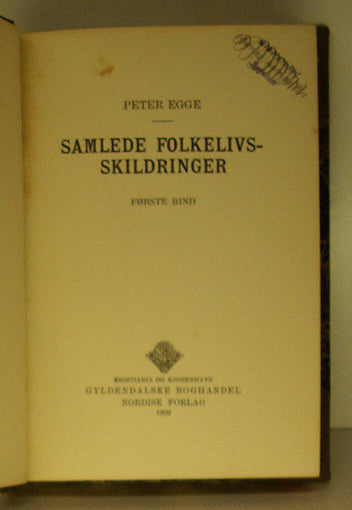 PETER EGGE
SAMLEDE FOLKELIVS-
SKILDRINGER
FØRSTE BIND
KRISTIANIA OG KJØBENHAVN
GYLDENDALSKE BOGHANDEL
NORDISK FORLAG